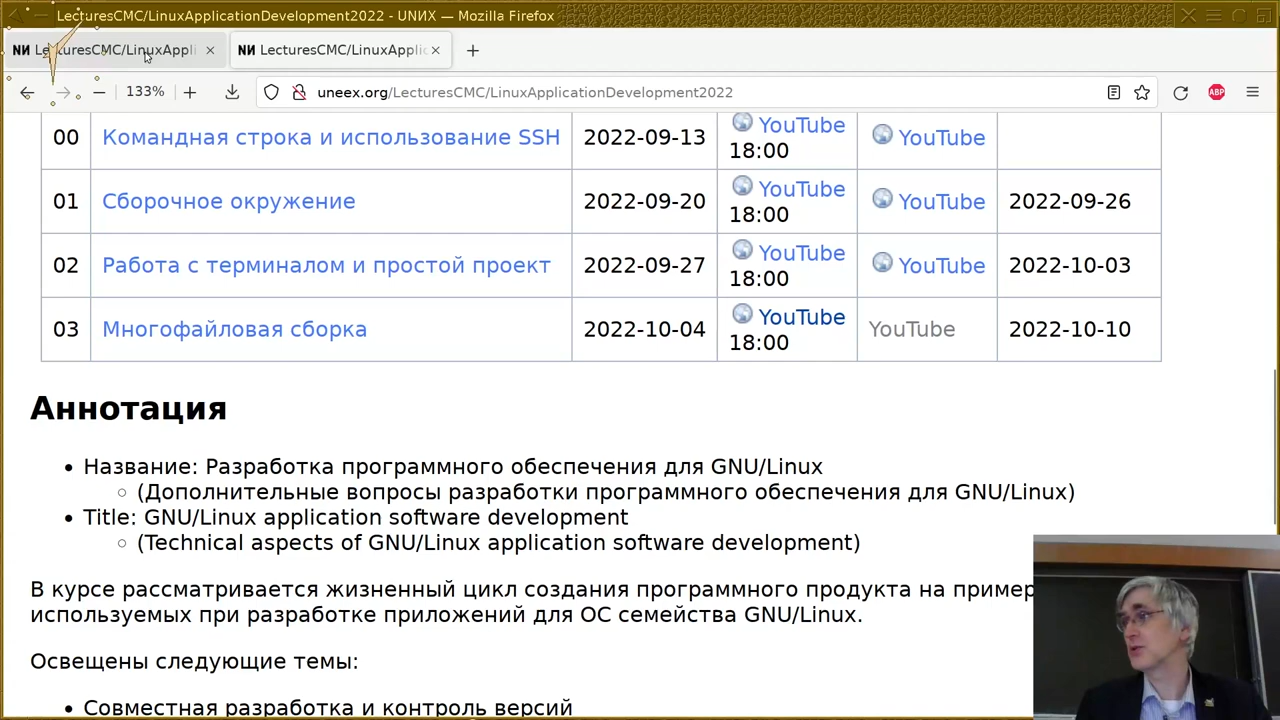 LecturesCMC/LinuxApplicationDevelopment2022 - UNИX — Mozilla Firefox
NИ LecturesCMC/LinuxAppli
NИ LecturesCMC/LinuxApplic
133%
uneex.org/LecturesCMC/LinuxApplicationDevelopment2022
ABP
00 Командная строка и использование SSH 2022-09-13 YouTube 18:00 YouTube
01 Сборочное окружение 2022-09-20 YouTube 18:00 YouTube 2022-09-26
02 Работа с терминалом и простой проект 2022-09-27 YouTube 18:00 YouTube 2022-10-03
03 Многофайловая сборка 2022-10-04 YouTube 18:00 YouTube 2022-10-10
Аннотация
Название: Разработка программного обеспечения для GNU/Linux
(Дополнительные вопросы разработки программного обеспечения для GNU/Linux)
Title: GNU/Linux application software development
(Technical aspects of GNU/Linux application software development)
В курсе рассматривается жизненный цикл создания программного продукта на пример
используемых при разработке приложений для ОС семейства GNU/Linux.
Освещены следующие темы:
Совместная разработка и контроль версий